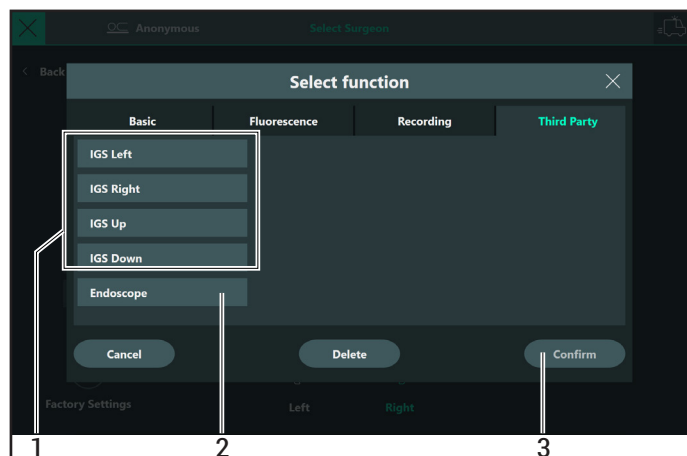 Anonymous Select Surgeon
< Back
Select function
Basic Fluorescence Recording Third Party
IGS Left
IGS Right
IGS Up
IGS Down
Endoscope
Cancel Delete Confirm
Factory Settings Left Right
1 2 3